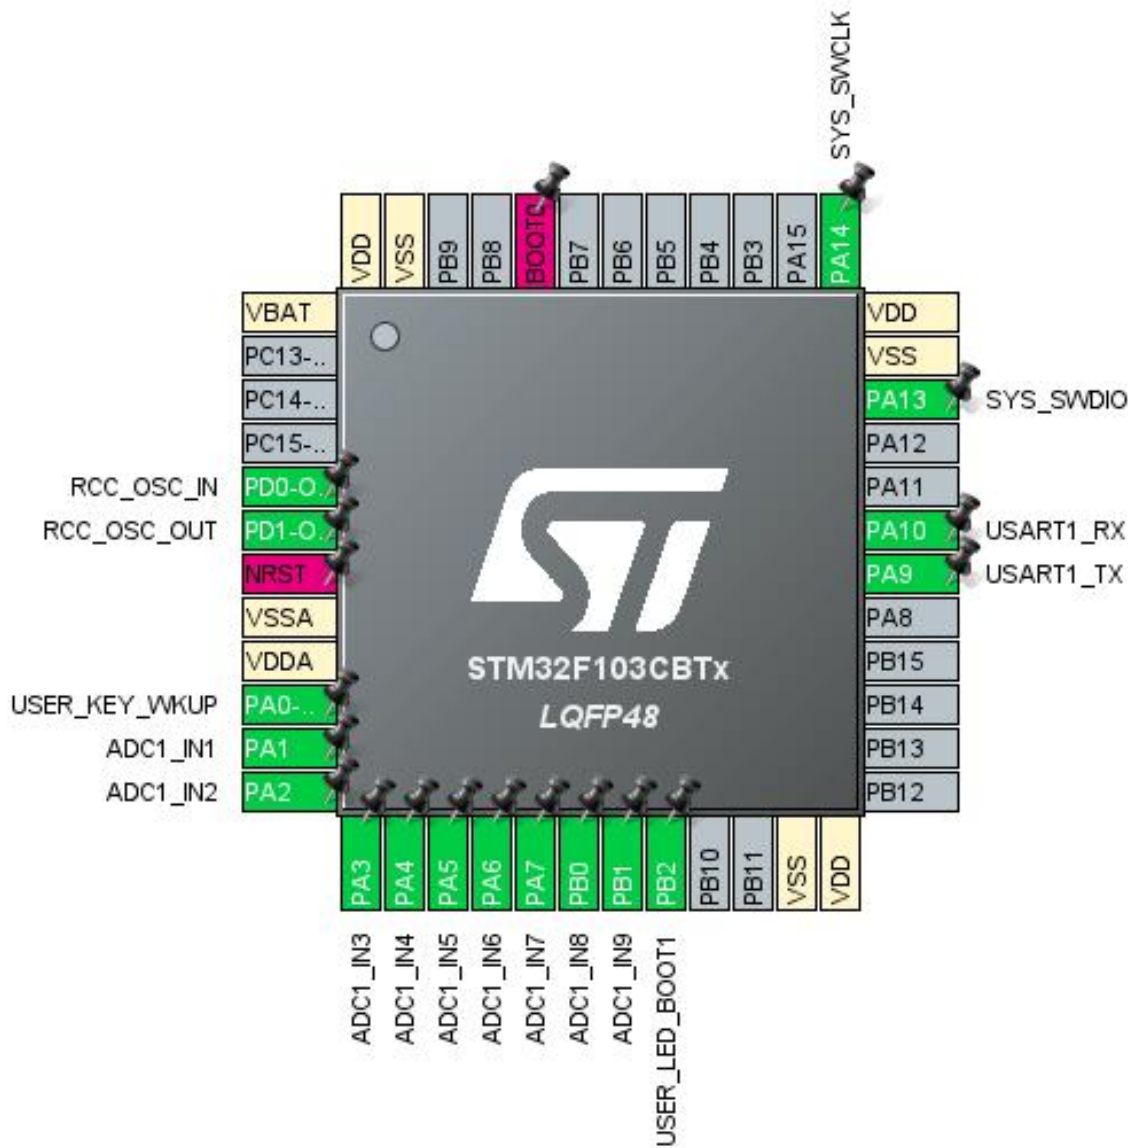 SYS_SWCLK
VDD
VSS
PB9
PB8
BOOT0
PB7
PB6
PB5
PB4
PB3
PA15
PA14
VBAT
PC13-..
PC14-..
PC15-..
RCC_OSC_IN PD0-O..
RCC_OSC_OUT PD1-O..
NRST
VSSA
VDDA
USER_KEY_WKUP PA0-..
ADC1_IN1 PA1
ADC1_IN2 PA2
ST
STM32F103CBTx
LQFP48
VDD
VSS
PA13 SYS_SWDIO
PA12
PA11
PA10 USART1_RX
PA9 USART1_TX
PA8
PB15
PB14
PB13
PB12
PA3
PA4
PA5
PA6
PA7
PB0
PB1
PB2
PB10
PB11
VSS
VDD
ADC1_IN3
ADC1_IN4
ADC1_IN5
ADC1_IN6
ADC1_IN7
ADC1_IN8
ADC1_IN9
USER_LED_BOOT1